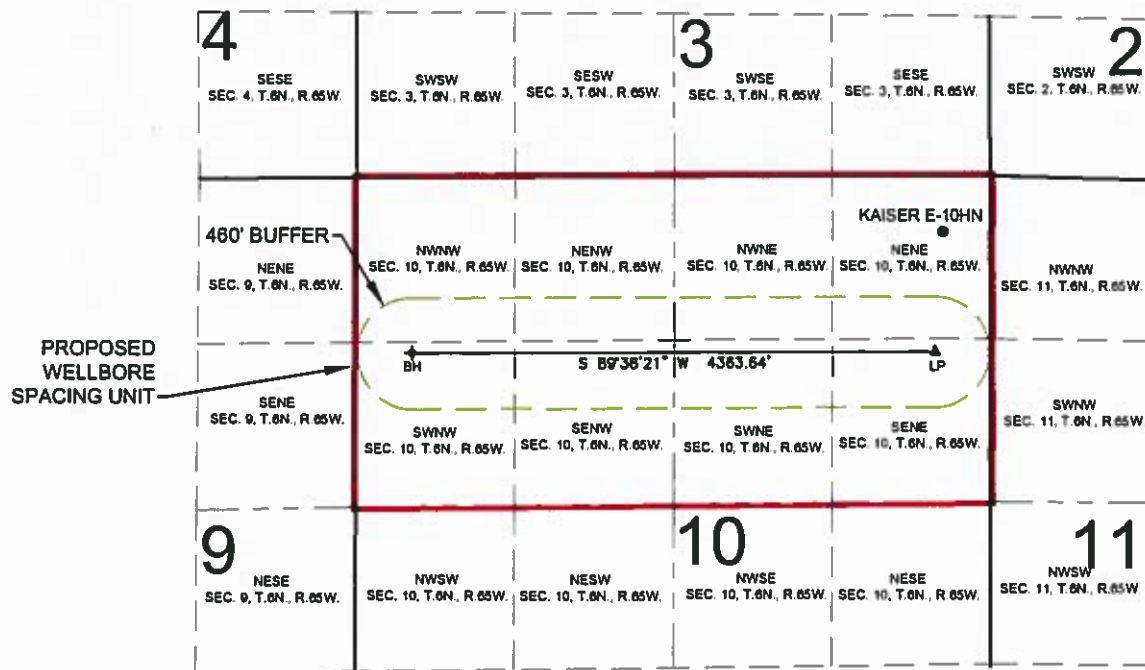 4
3
2
SESE
SEC. 4, T.6N., R.65W.
SWSW
SEC. 3, T.6N., R.65W.
SESW
SEC. 3, T.6N., R.65W.
SWSE
SEC. 3, T.6N., R.65W.
SESE
SEC. 3, T.6N., R.65W.
SWSW
SEC. 2, T.6N., R.65W.
KAISER E-10HN
460' BUFFER
NENE
SEC. 9, T.6N., R.65W.
NWNW
SEC. 10, T.6N., R.65W.
NENW
SEC. 10, T.6N., R.65W.
NWNE
SEC. 10, T.6N., R.65W.
NENE
SEC. 10, T.6N., R.65W.
NWNW
SEC. 11, T.6N., R.65W.
PROPOSED
WELLBORE
SPACING UNIT
BH
S 89°38'21" W 4363.64'
LP
SENE
SEC. 9, T.6N., R.65W.
SWNW
SEC. 10, T.6N., R.65W.
SENW
SEC. 10, T.6N., R.65W.
SWNE
SEC. 10, T.6N., R.65W.
SENE
SEC. 10, T.6N., R.65W.
SWNW
SEC. 11, T.6N., R.65W.
9
10
11
NESE
SEC. 9, T.6N., R.65W.
NWSW
SEC. 10, T.6N., R.65W.
NESW
SEC. 10, T.6N., R.65W.
NWSE
SEC. 10, T.6N., R.65W.
NESE
SEC. 10, T.6N., R.65W.
NWSW
SEC. 11, T.6N., R.65W.